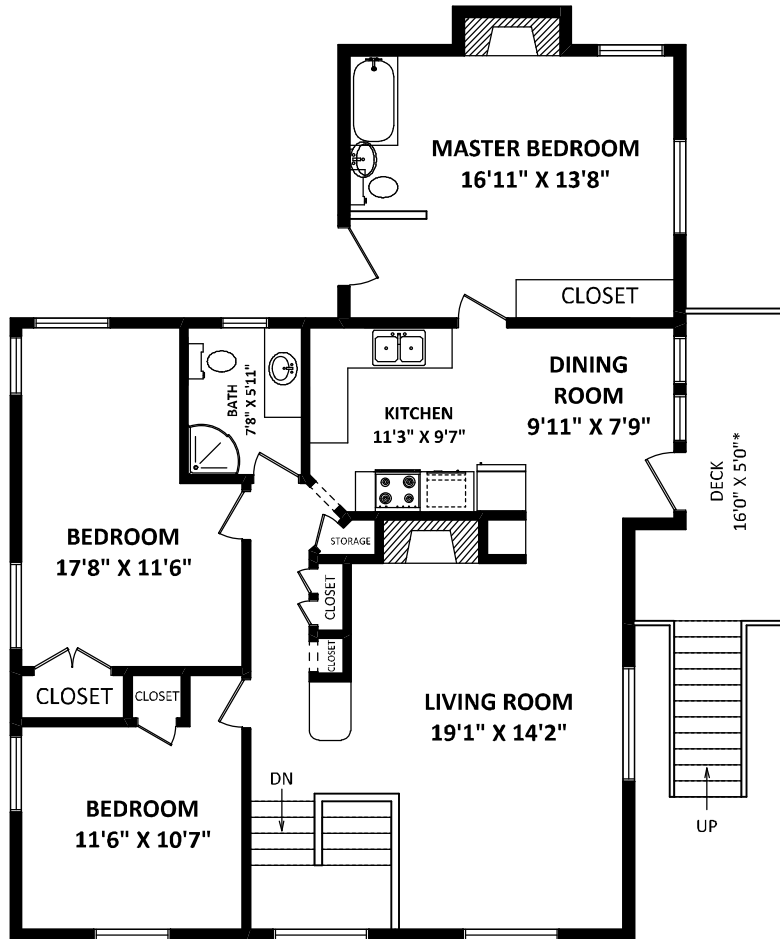 MASTER BEDROOM
16'11" X 13'8"
CLOSET
BATH
7'8" X 5'11"
KITCHEN
11'3" X 9'7"
DINING
ROOM
9'11" X 7'9"
DECK
16'0" X 5'0"*
BEDROOM
17'8" X 11'6"
STORAGE
CLOSET
CLOSET
CLOSET
CLOSET
LIVING ROOM
19'1" X 14'2"
DN
BEDROOM
11'6" X 10'7"
UP